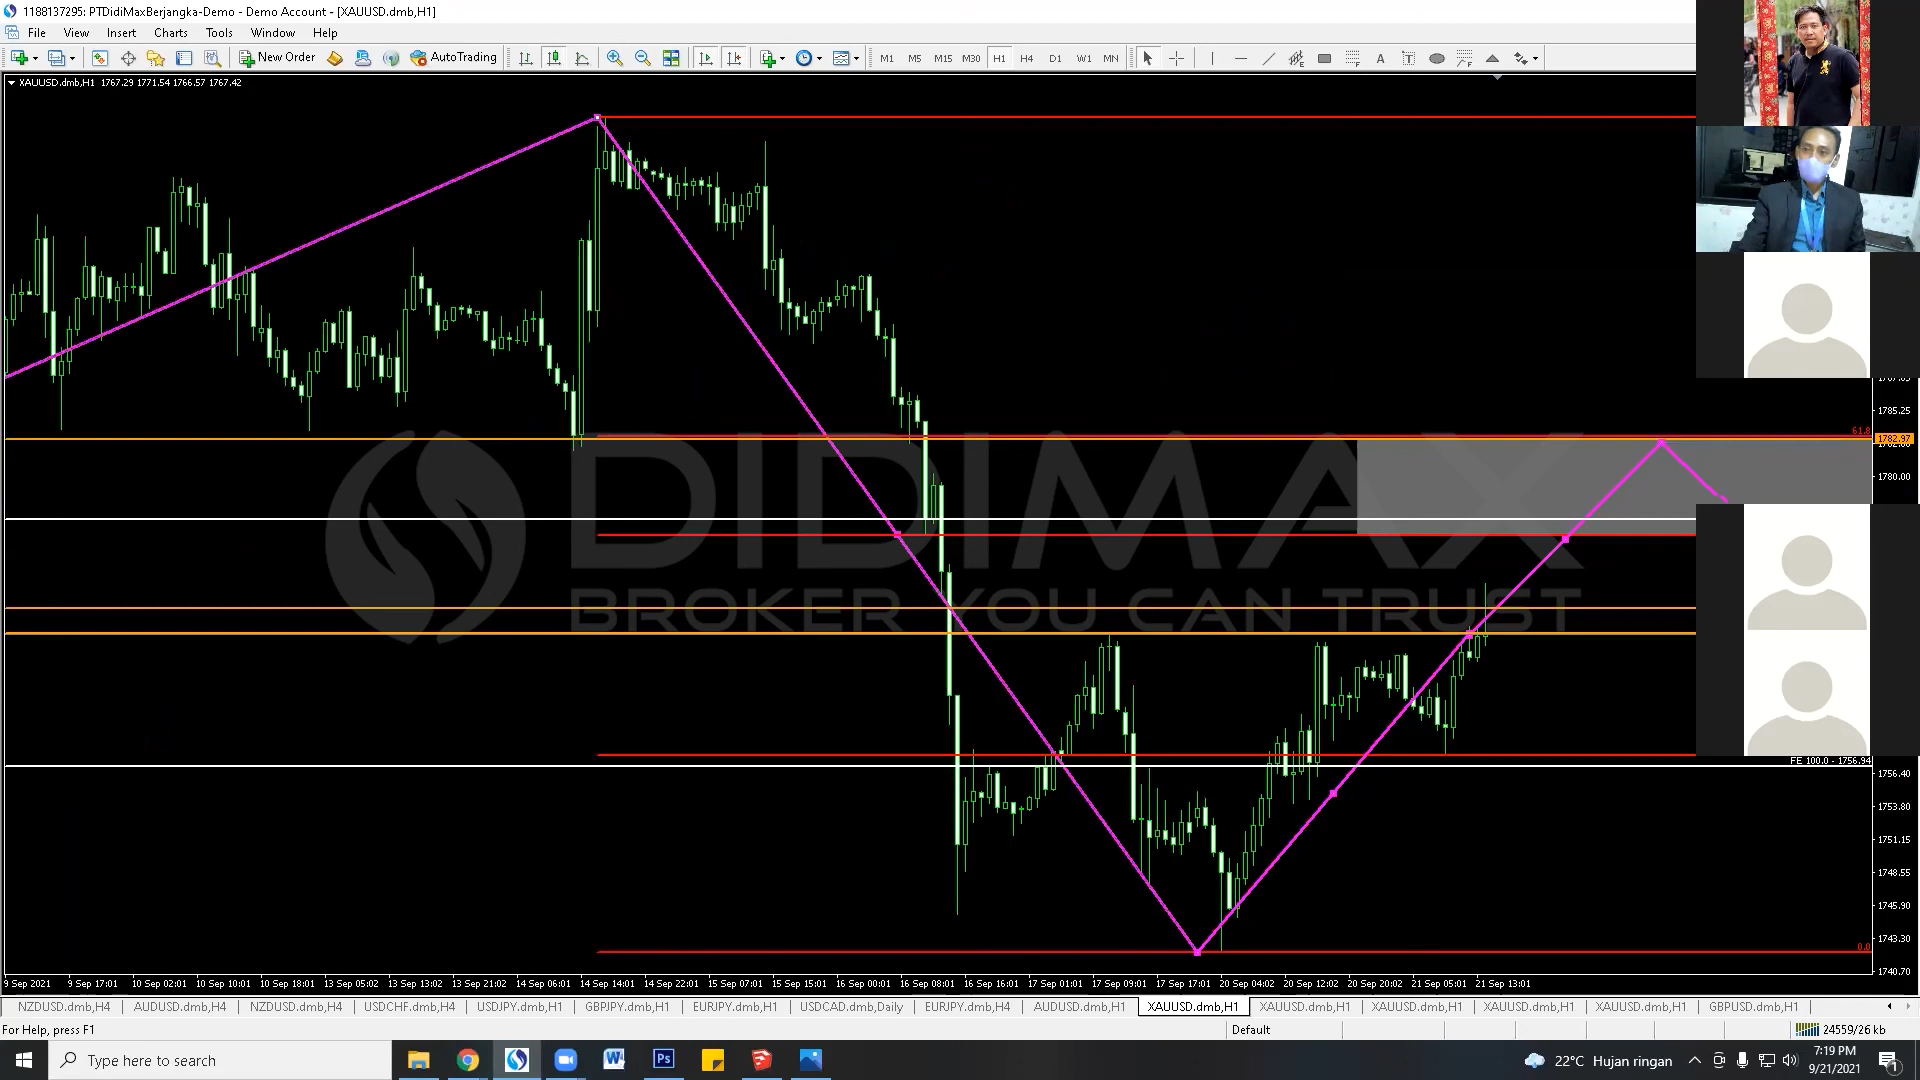 1188137295: PTDidiMaxBerjangka-Demo - Demo Account - [XAUUSD.dmb,H1]
File View Insert Charts Tools Window Help
New Order AutoTrading M1 M5 M15 M30 H1 H4 D1 W1 MN A T
XAUUSD.dmb,H1 1767.29 1771.54 1766.57 1767.42
1785.25
61.8
1782.97
1780.00
DIDIMAX
BROKER YOU CAN TRUST
FE 100.0 - 1756.94
1756.40
1753.80
1751.15
1748.55
1745.90
1743.30
0.0
1740.70
9 Sep 2021 9 Sep 17:01 10 Sep 02:01 10 Sep 10:01 10 Sep 18:01 13 Sep 05:02 13 Sep 13:02 13 Sep 21:02 14 Sep 06:01 14 Sep 14:01 14 Sep 22:01 15 Sep 07:01 15 Sep 15:01 16 Sep 00:01 16 Sep 08:01 16 Sep 16:01 17 Sep 01:01 17 Sep 09:01 17 Sep 17:01 20 Sep 04:02 20 Sep 12:02 20 Sep 20:02 21 Sep 05:01 21 Sep 13:01
NZDUSD.dmb,H4 AUDUSD.dmb,H4 NZDUSD.dmb,H4 USDCHF.dmb,H4 USDJPY.dmb,H1 GBPJPY.dmb,H1 EURJPY.dmb,H1 USDCAD.dmb,Daily EURJPY.dmb,H4 AUDUSD.dmb,H1 XAUUSD.dmb,H1 XAUUSD.dmb,H1 XAUUSD.dmb,H1 XAUUSD.dmb,H1 XAUUSD.dmb,H1 GBPUSD.dmb,H1
For Help, press F1 Default 24559/26 kb
Type here to search 22°C Hujan ringan 7:19 PM
9/21/2021